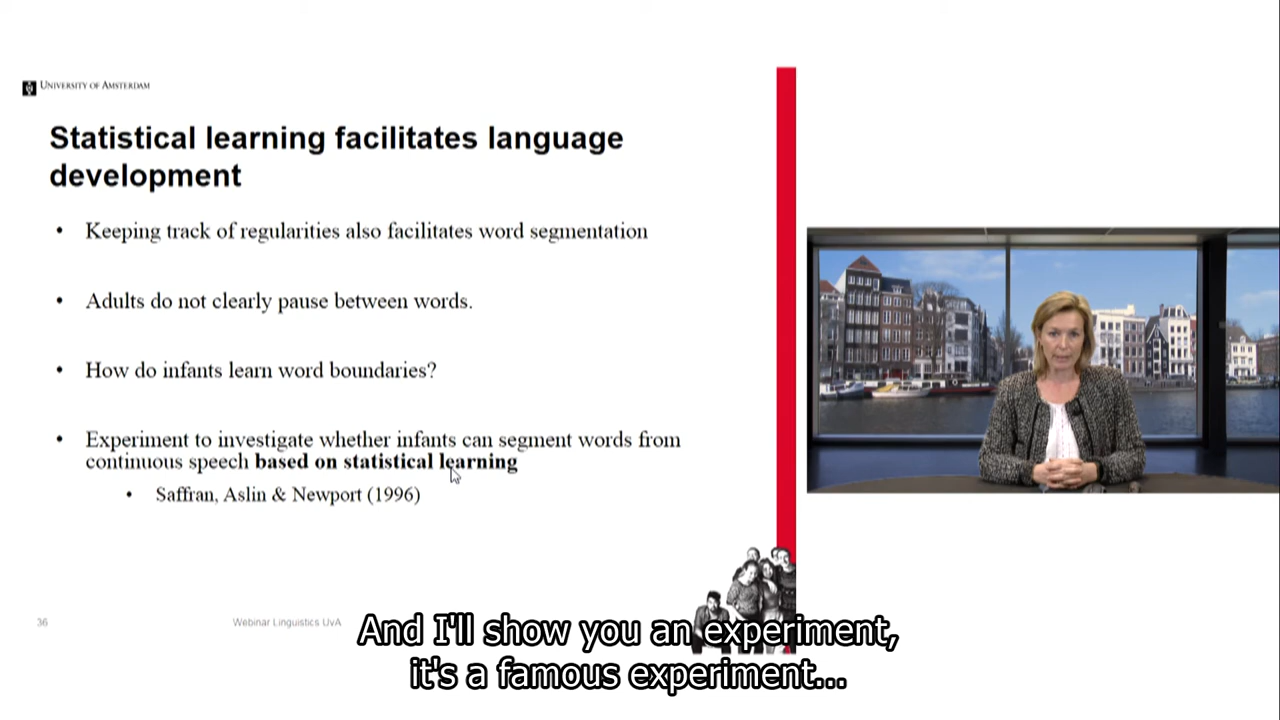 UNIVERSITY OF AMSTERDAM
Statistical learning facilitates language
development
• Keeping track of regularities also facilitates word segmentation
• Adults do not clearly pause between words.
• How do infants learn word boundaries?
• Experiment to investigate whether infants can segment words from
continuous speech based on statistical learning
• Saffran, Aslin & Newport (1996)
36
Webinar Linguistics UvA
And I'll show you an experiment,
it's a famous experiment...